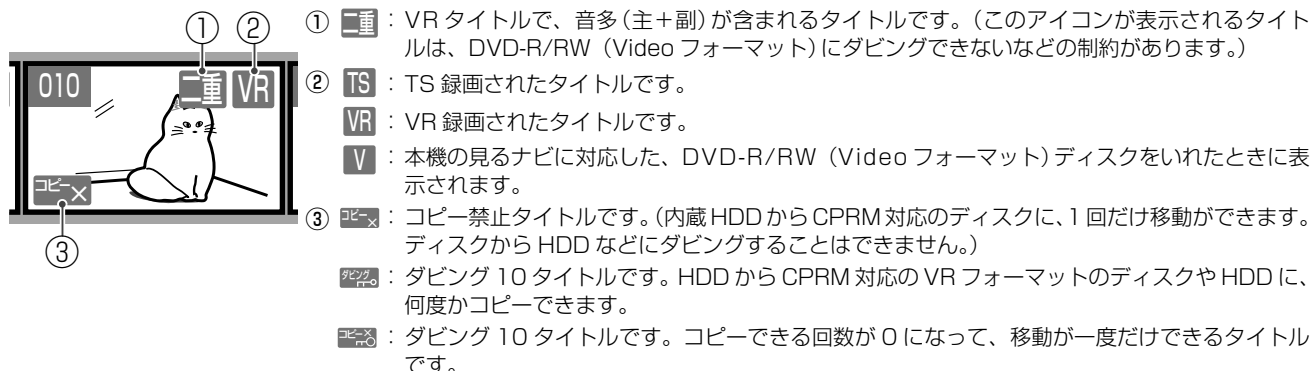 ① ②
010 二重 VR
コピー×
③
① 二重 : VR タイトルで、音多(主+副)が含まれるタイトルです。(このアイコンが表示されるタイト
ルは、DVD-R/RW(Video フォーマット)にダビングできないなどの制約があります。)
② TS : TS 録画されたタイトルです。
VR : VR 録画されたタイトルです。
V : 本機の見るナビに対応した、DVD-R/RW(Video フォーマット)ディスクをいれたときに表
示されます。
③ コピー× : コピー禁止タイトルです。(内蔵 HDD から CPRM 対応のディスクに、1 回だけ移動ができます。
ディスクから HDD などにダビングすることはできません。)
ダビング : ダビング 10 タイトルです。HDD から CPRM 対応の VR フォーマットのディスクや HDD に、
何度かコピーできます。
コピー× : ダビング 10 タイトルです。コピーできる回数が 0 になって、移動が一度だけできるタイトル
です。